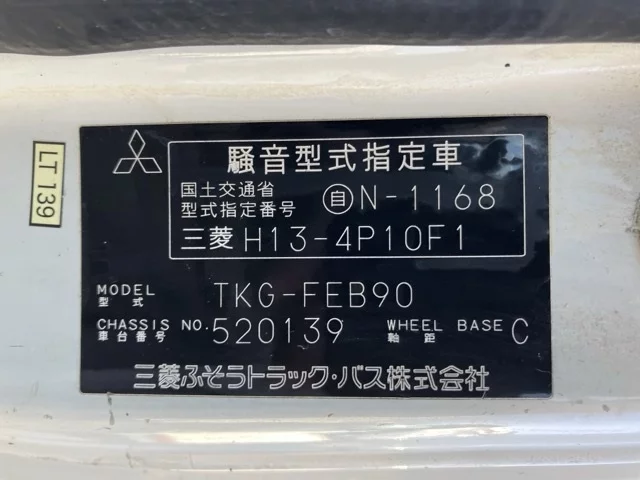 騒音型式指定車
国土交通省
型式指定番号 自N-1168
三菱 H13-4P10F1
MODEL
型式 TKG-FEB90
CHASSIS NO. 520139 WHEEL BASE C
車台番号 軸距
三菱ふそうトラック・バス株式会社
LT 139